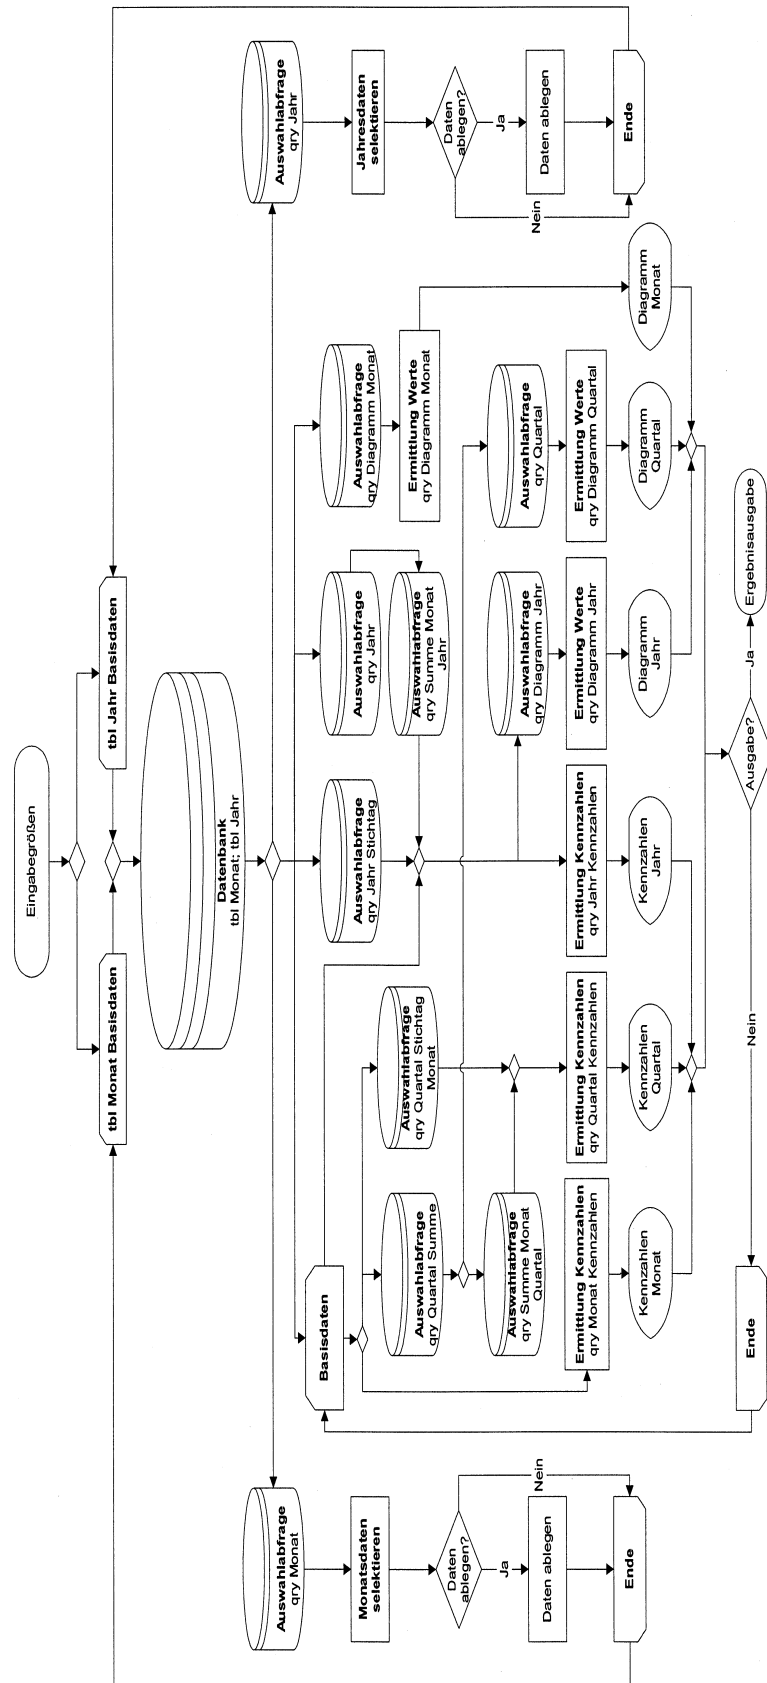 Eingabegrößen
tbl Monat Basisdaten
tbl Jahr Basisdaten
Datenbank
tbl Monat; tbl Jahr
Auswahlabfrage
qry Monat
Monatsdaten
selektieren
Daten
ablegen?
Ja
Nein
Daten ablegen
Ende
Auswahlabfrage
qry Jahr
Jahresdaten
selektieren
Daten
ablegen?
Ja
Nein
Daten ablegen
Ende
Basisdaten
Auswahlabfrage
qry Jahr Stichtag
Auswahlabfrage
qry Jahr
Auswahlabfrage
qry Diagramm Monat
Auswahlabfrage
qry Quartal Summe
Auswahlabfrage
qry Quartal Stichtag
Monat
Auswahlabfrage
qry Summe Monat
Jahr
Ermittlung Werte
qry Diagramm Monat
Auswahlabfrage
qry Summe Monat
Quartal
Auswahlabfrage
qry Diagramm Jahr
Auswahlabfrage
qry Quartal
Ermittlung Kennzahlen
qry Monat Kennzahlen
Ermittlung Kennzahlen
qry Quartal Kennzahlen
Ermittlung Kennzahlen
qry Jahr Kennzahlen
Ermittlung Werte
qry Diagramm Jahr
Ermittlung Werte
qry Diagramm Quartal
Kennzahlen
Monat
Kennzahlen
Quartal
Kennzahlen
Jahr
Diagramm
Jahr
Diagramm
Quartal
Diagramm
Monat
Ende
Nein
Ausgabe?
Ja
Ergebnisausgabe